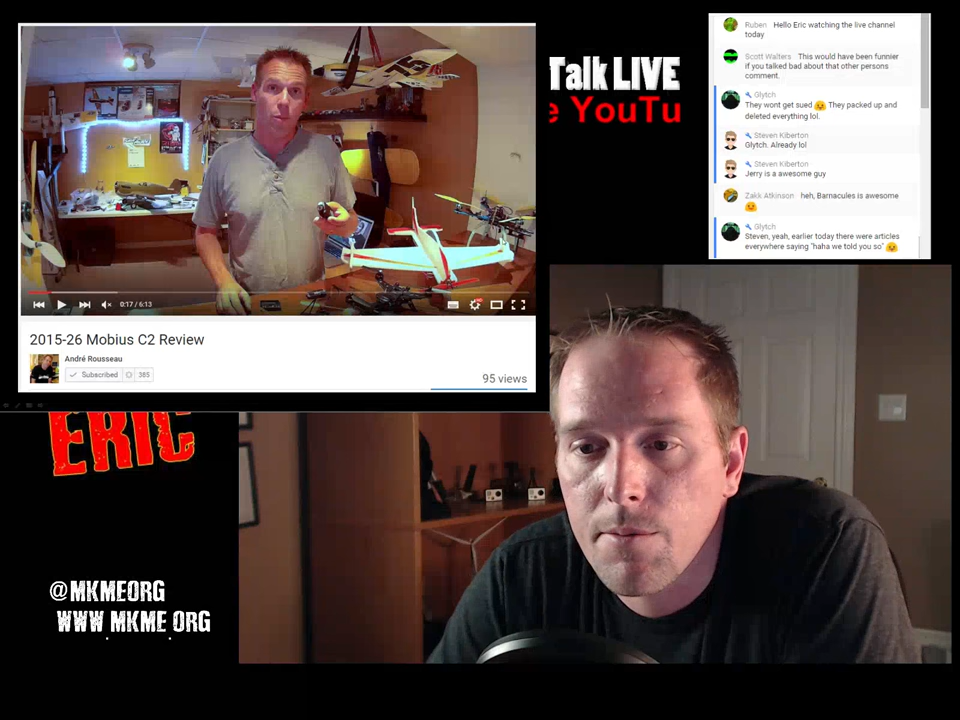 Talk LIVE
e YouTu
Ruben Hello Eric watching the live channel
today
Scott Walters This would have been funnier
if you talked bad about that other persons
comment.
Glytch
They wont get sued They packed up and
deleted everything lol.
Steven Kiberton
Glytch. Already lol
Steven Kiberton
Jerry is a awesome guy
Zakk Atkinson heh, Barnacules is awesome
Glytch
Steven, yeah, earlier today there were articles
everywhere saying "haha we told you so"
0:17 / 6:13
2015-26 Mobius C2 Review
André Rousseau
Subscribed 385
95 views
ERIC
@MKMEORG
WWW MKME ORG